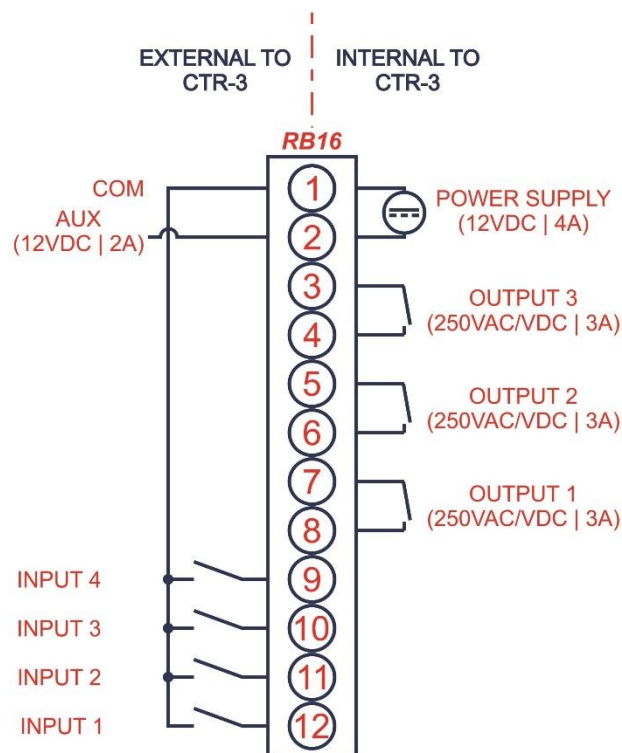 EXTERNAL TO
CTR-3
INTERNAL TO
CTR-3
RB16
COM
1
POWER SUPPLY
(12VDC | 4A)
AUX
(12VDC | 2A)
2
3
OUTPUT 3
(250VAC/VDC | 3A)
4
5
OUTPUT 2
(250VAC/VDC | 3A)
6
7
OUTPUT 1
(250VAC/VDC | 3A)
8
INPUT 4
9
INPUT 3
10
INPUT 2
11
INPUT 1
12